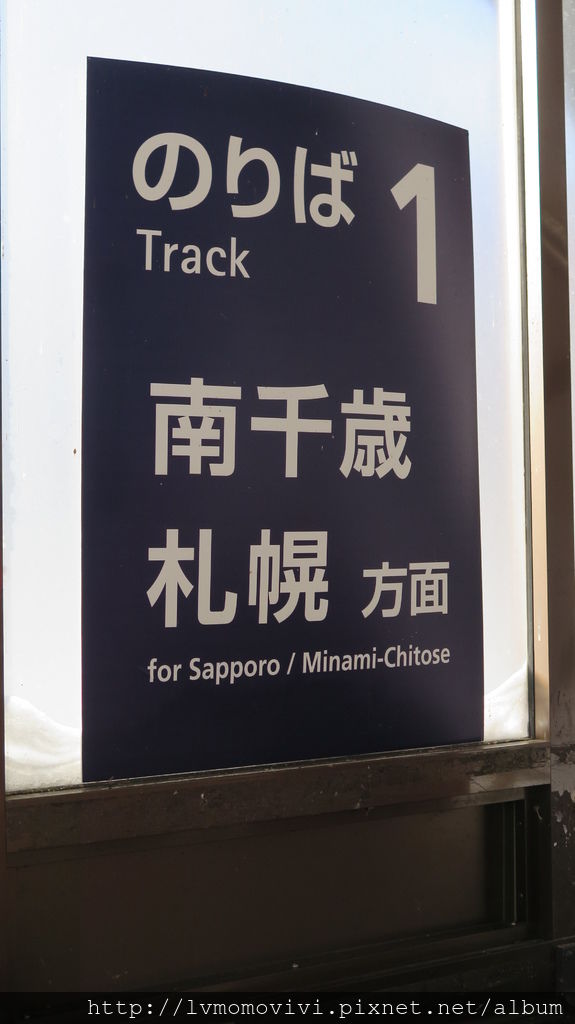 のりば 1
Track
南千歳
札幌 方面
for Sapporo / Minami-Chitose
http://lvmomovivi.pixnet.net/album